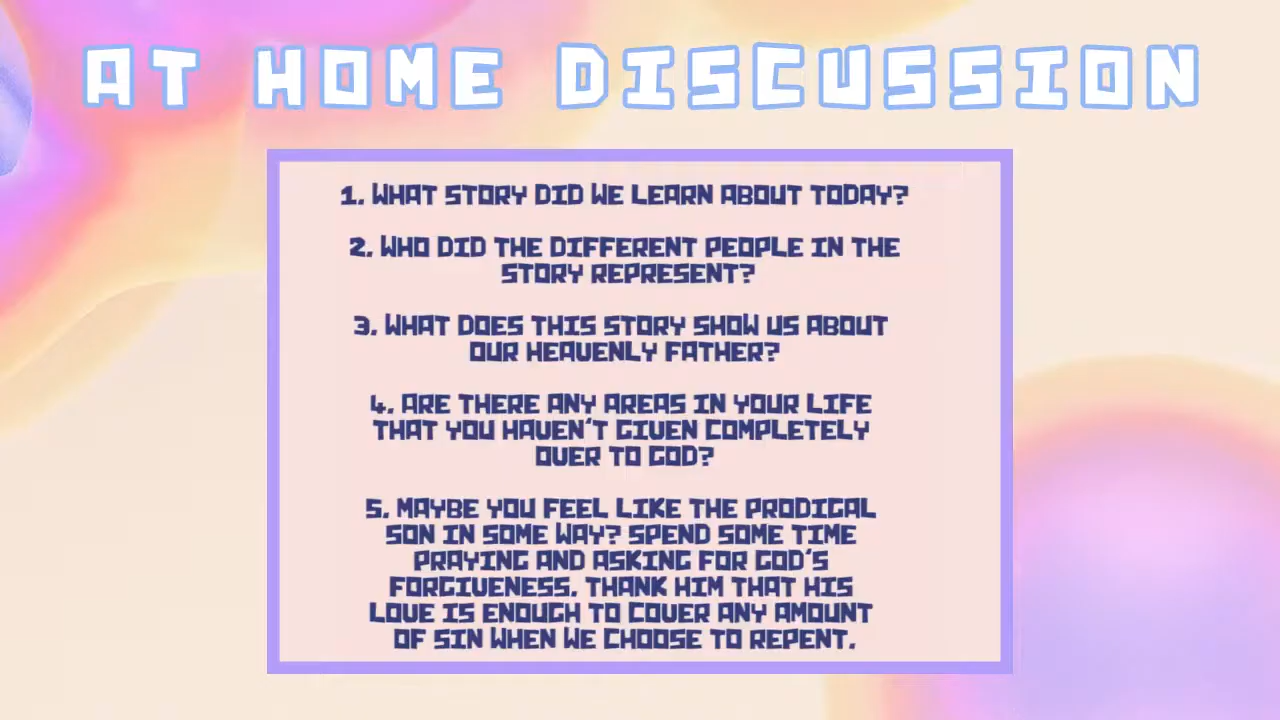 AT HOME DISCUSSION
1. WHAT STORY DID WE LEARN ABOUT TODAY?
2. WHO DID THE DIFFERENT PEOPLE IN THE
STORY REPRESENT?
3. WHAT DOES THIS STORY SHOW US ABOUT
OUR HEAVENLY FATHER?
4. ARE THERE ANY AREAS IN YOUR LIFE
THAT YOU HAVEN'T GIVEN COMPLETELY
OVER TO GOD?
5. MAYBE YOU FEEL LIKE THE PRODIGAL
SON IN SOME WAY? SPEND SOME TIME
PRAYING AND ASKING FOR GOD'S
FORGIVENESS. THANK HIM THAT HIS
LOVE IS ENOUGH TO COVER ANY AMOUNT
OF SIN WHEN WE CHOOSE TO REPENT.